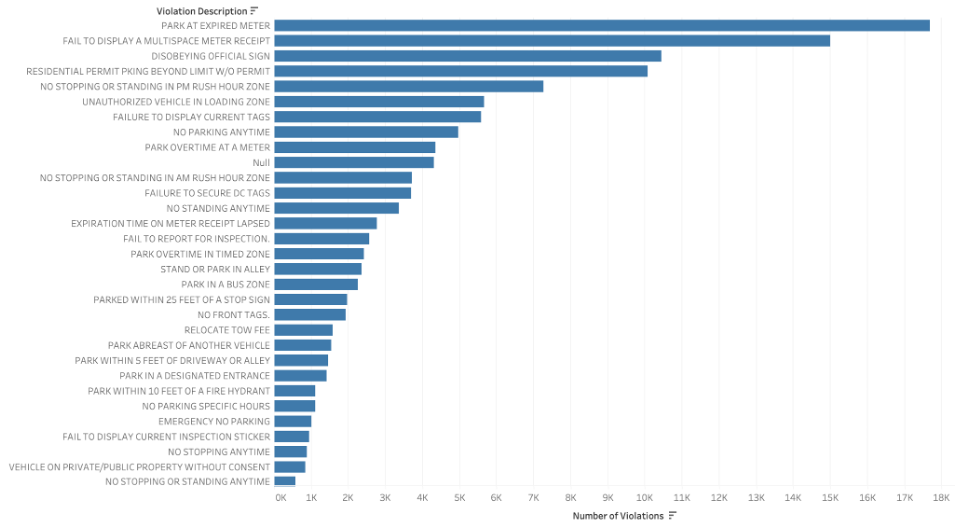 Violation Description
PARK AT EXPIRED METER
FAIL TO DISPLAY A MULTISPACE METER RECEIPT
DISOBEYING OFFICIAL SIGN
RESIDENTIAL PERMIT PKING BEYOND LIMIT W/O PERMIT
NO STOPPING OR STANDING IN PM RUSH HOUR ZONE
UNAUTHORIZED VEHICLE IN LOADING ZONE
FAILURE TO DISPLAY CURRENT TAGS
NO PARKING ANYTIME
PARK OVERTIME AT A METER
Null
NO STOPPING OR STANDING IN AM RUSH HOUR ZONE
FAILURE TO SECURE DC TAGS
NO STANDING ANYTIME
EXPIRATION TIME ON METER RECEIPT LAPSED
FAIL TO REPORT FOR INSPECTION.
PARK OVERTIME IN TIMED ZONE
STAND OR PARK IN ALLEY
PARK IN A BUS ZONE
PARKED WITHIN 25 FEET OF A STOP SIGN
NO FRONT TAGS.
RELOCATE TOW FEE
PARK ABREAST OF ANOTHER VEHICLE
PARK WITHIN 5 FEET OF DRIVEWAY OR ALLEY
PARK IN A DESIGNATED ENTRANCE
PARK WITHIN 10 FEET OF A FIRE HYDRANT
NO PARKING SPECIFIC HOURS
EMERGENCY NO PARKING
FAIL TO DISPLAY CURRENT INSPECTION STICKER
NO STOPPING ANYTIME
VEHICLE ON PRIVATE/PUBLIC PROPERTY WITHOUT CONSENT
NO STOPPING OR STANDING ANYTIME
0K 1K 2K 3K 4K 5K 6K 7K 8K 9K 10K 11K 12K 13K 14K 15K 16K 17K 18K
Number of Violations